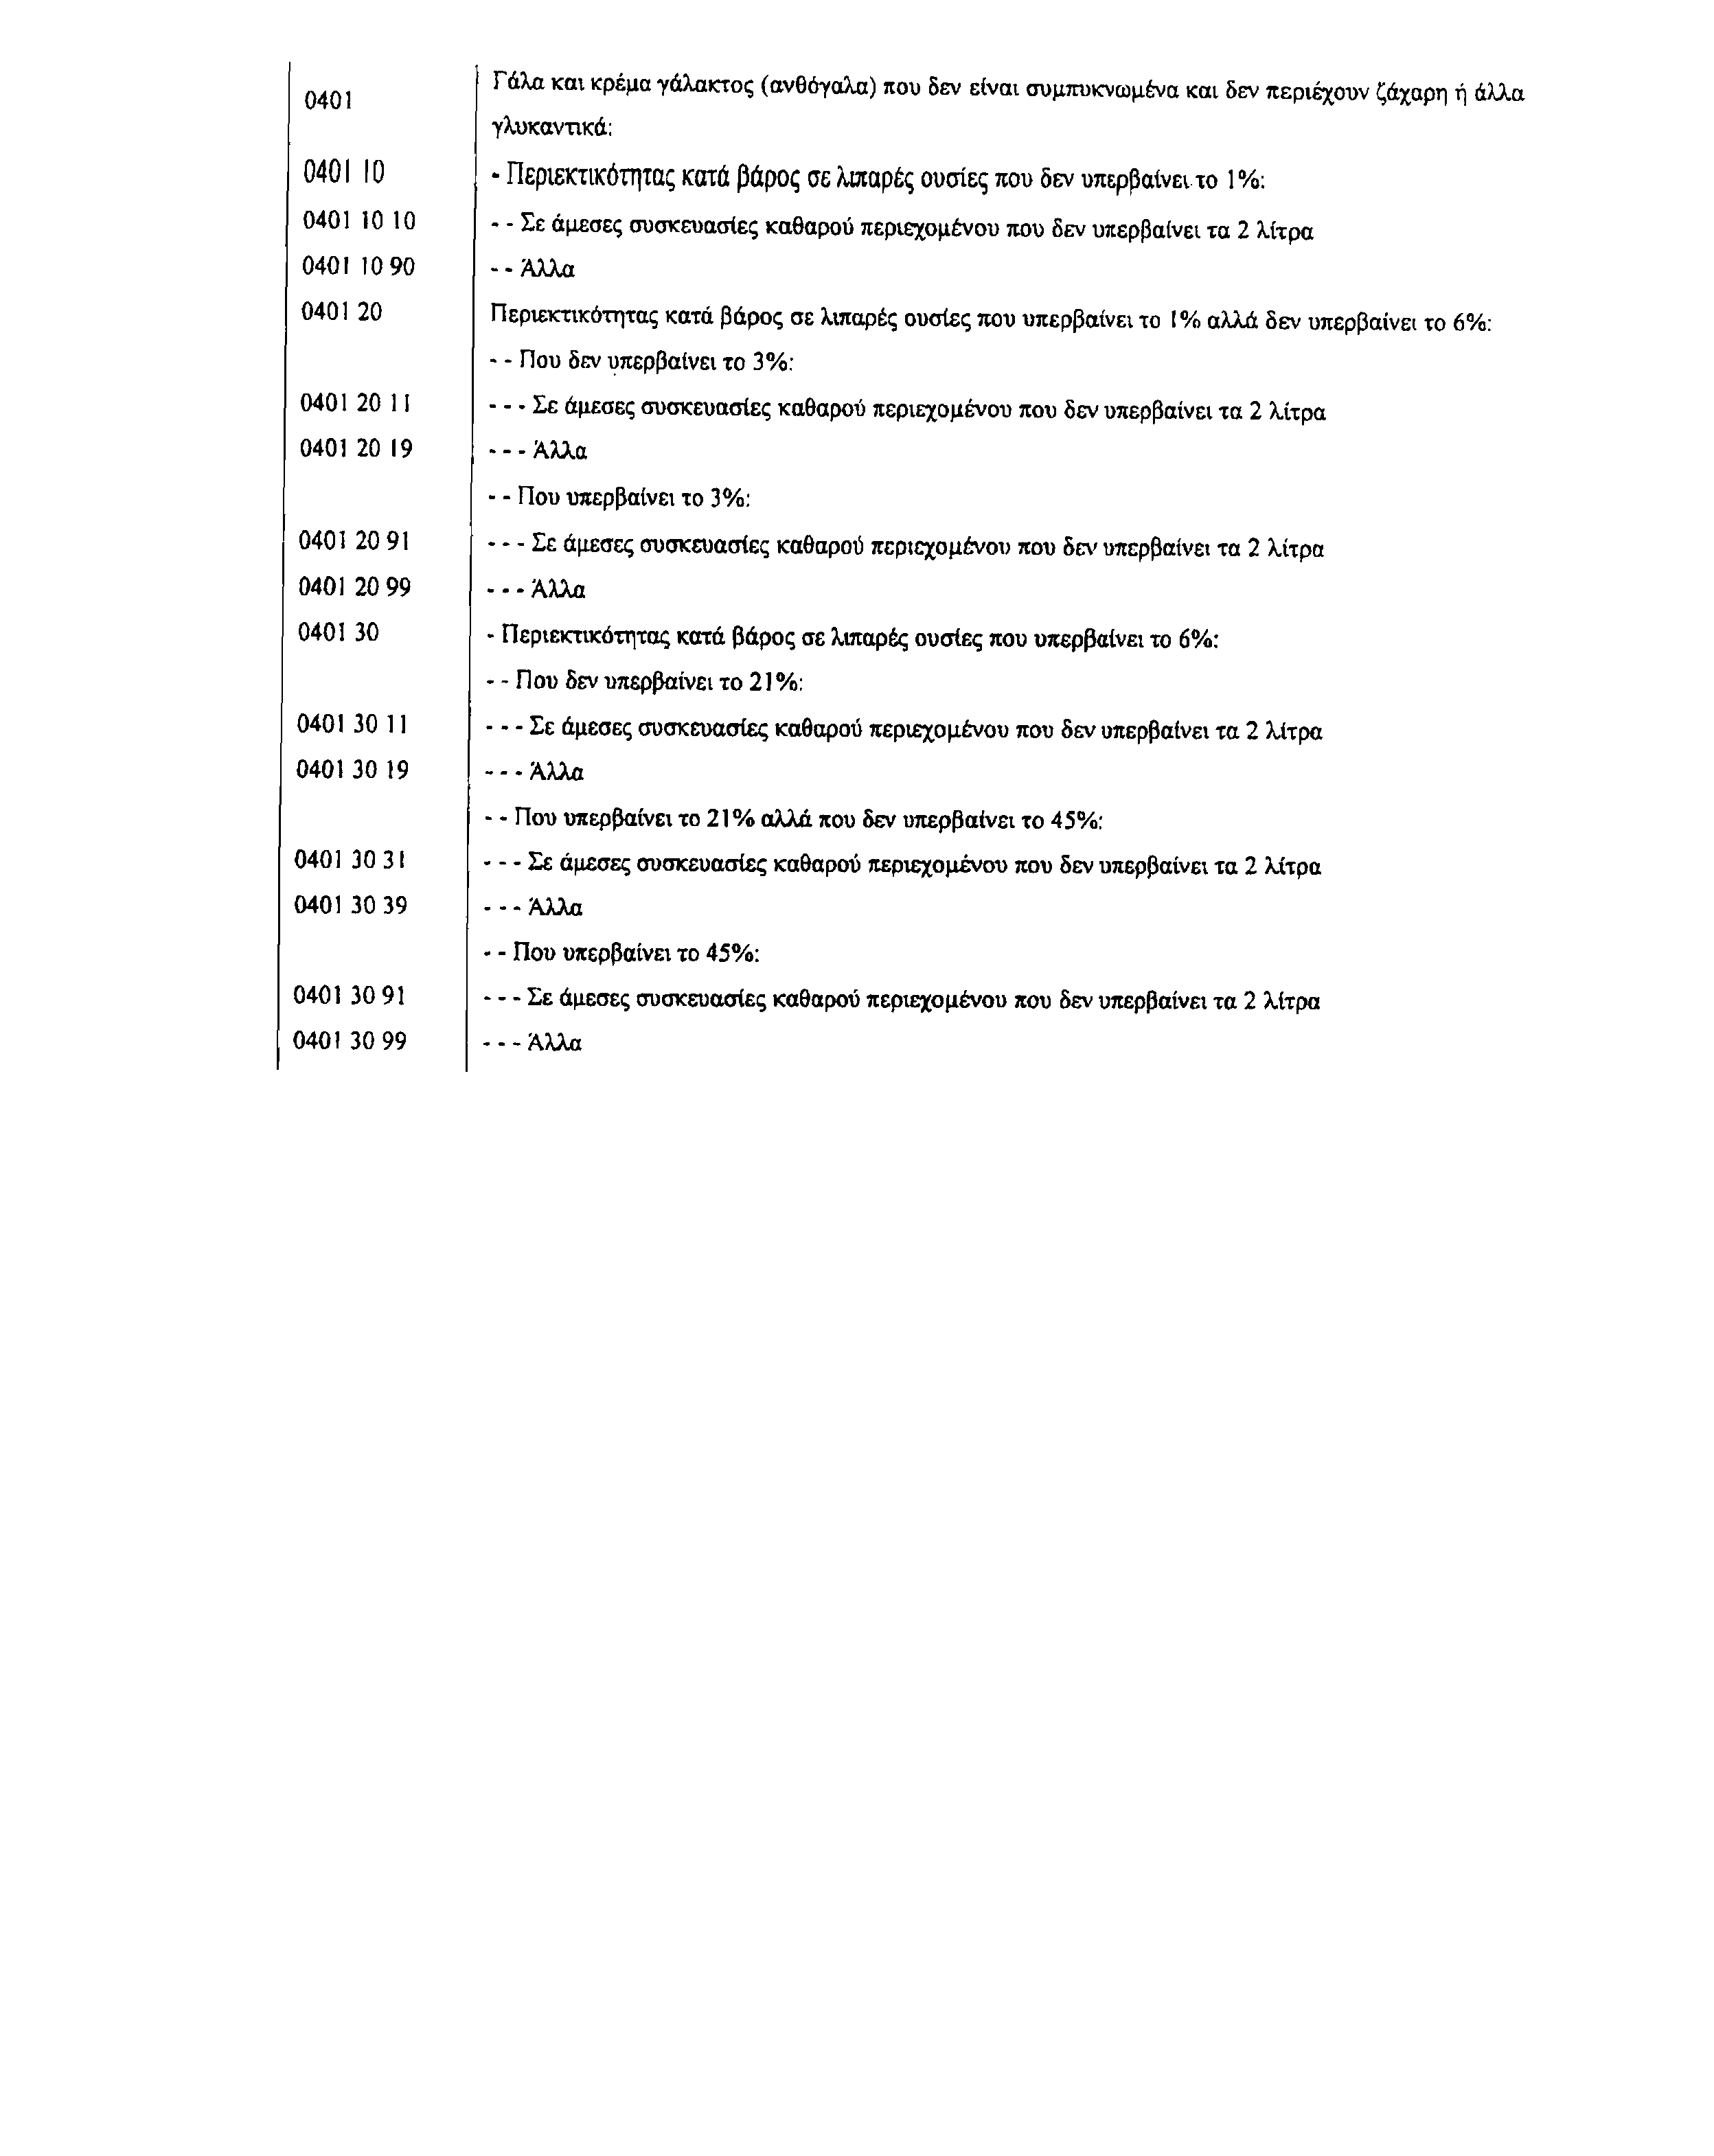 0401 Γάλα και κρέμα γάλακτος (ανθόγαλα) που δεν είναι συμπυκνωμένα και δεν περιέχουν ζάχαρη ή άλλα
γλυκαντικά:
0401 10 - Περιεκτικότητας κατά βάρος σε λιπαρές ουσίες που δεν υπερβαίνει το 1%:
0401 10 10 - - Σε άμεσες συσκευασίες καθαρού περιεχομένου που δεν υπερβαίνει τα 2 λίτρα
0401 10 90 - - Άλλα
0401 20 Περιεκτικότητας κατά βάρος σε λιπαρές ουσίες που υπερβαίνει το 1% αλλά δεν υπερβαίνει το 6%:
- - Που δεν υπερβαίνει το 3%:
0401 20 11 - - - Σε άμεσες συσκευασίες καθαρού περιεχομένου που δεν υπερβαίνει τα 2 λίτρα
0401 20 19 - - - Άλλα
- - Που υπερβαίνει το 3%:
0401 20 91 - - - Σε άμεσες συσκευασίες καθαρού περιεχομένου που δεν υπερβαίνει τα 2 λίτρα
0401 20 99 - - - Άλλα
0401 30 - Περιεκτικότητας κατά βάρος σε λιπαρές ουσίες που υπερβαίνει το 6%:
- - Που δεν υπερβαίνει το 21%:
0401 30 11 - - - Σε άμεσες συσκευασίες καθαρού περιεχομένου που δεν υπερβαίνει τα 2 λίτρα
0401 30 19 - - - Άλλα
- - Που υπερβαίνει το 21% αλλά που δεν υπερβαίνει το 45%:
0401 30 31 - - - Σε άμεσες συσκευασίες καθαρού περιεχομένου που δεν υπερβαίνει τα 2 λίτρα
0401 30 39 - - - Άλλα
- - Που υπερβαίνει το 45%:
0401 30 91 - - - Σε άμεσες συσκευασίες καθαρού περιεχομένου που δεν υπερβαίνει τα 2 λίτρα
0401 30 99 - - - Άλλα